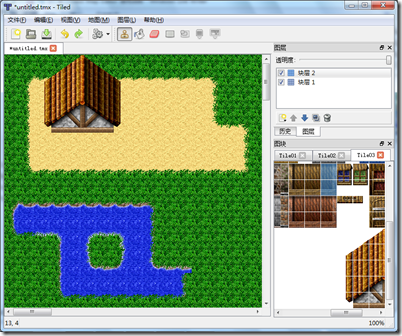 *untitled.tmx - Tiled
文件(F) 编辑(E) 视图(V) 地图(M) 图层(L) 帮助(H)
*untitled.tmx
图层
透明度:
块层 2
块层 1
历史 图层
图块
Tile01 Tile02 Tile03
13, 4
100%